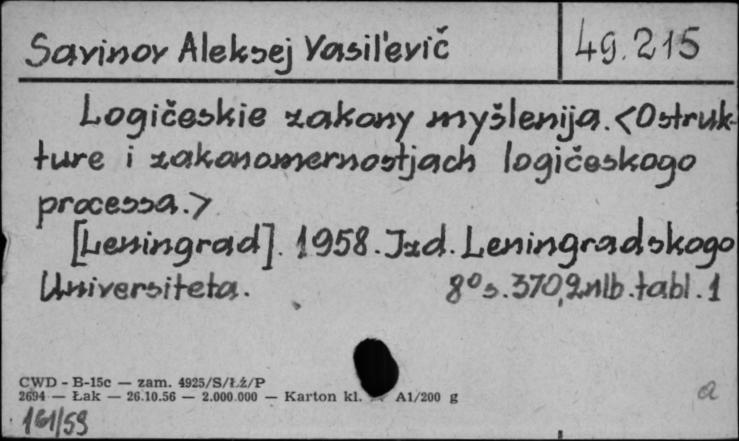 Savinov Aleksej Vasil'evič
49.215
Logičeskie zakony myšlenija. <O struk-
ture i zakonomernostjach logičeskogo
processa.>
[Leningrad]. 1958. Izd. Leningradskogo
Universiteta. 8⁰ s. 370, 2 nlb. tabl. 1
CWD - B-15c — zam. 4925/S/Łż/P
2694 — Łak — 26.10.56 — 2.000.000 — Karton kl. A1/200 g
161/59
a